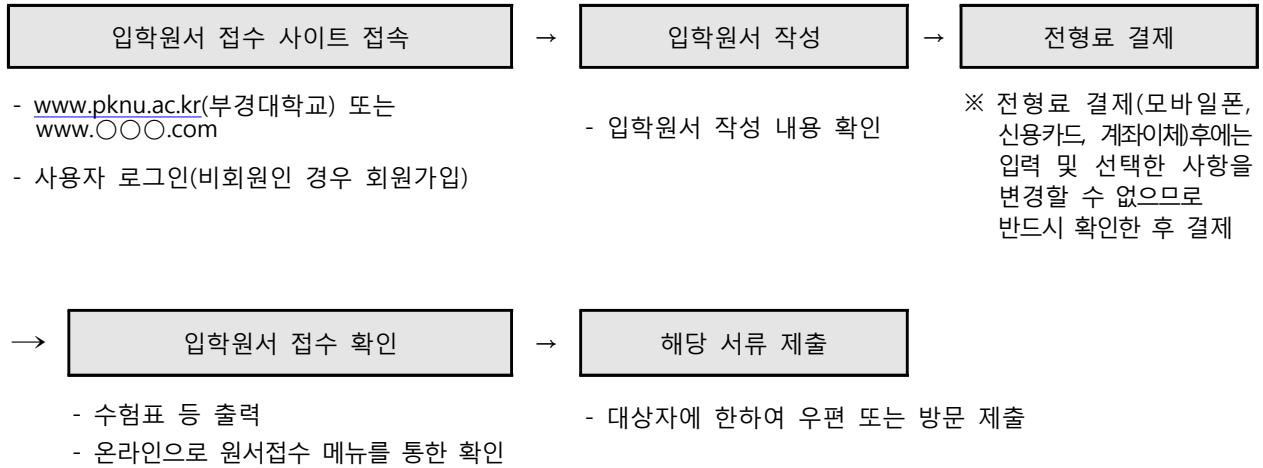 입학원서 접수 사이트 접속 → 입학원서 작성 → 전형료 결제
- www.pknu.ac.kr(부경대학교) 또는
www.○○○.com
- 사용자 로그인(비회원인 경우 회원가입)
- 입학원서 작성 내용 확인
※ 전형료 결제(모바일폰,
신용카드, 계좌이체)후에는
입력 및 선택한 사항을
변경할 수 없으므로
반드시 확인한 후 결제
→ 입학원서 접수 확인 → 해당 서류 제출
- 수험표 등 출력
- 온라인으로 원서접수 메뉴를 통한 확인
- 대상자에 한하여 우편 또는 방문 제출